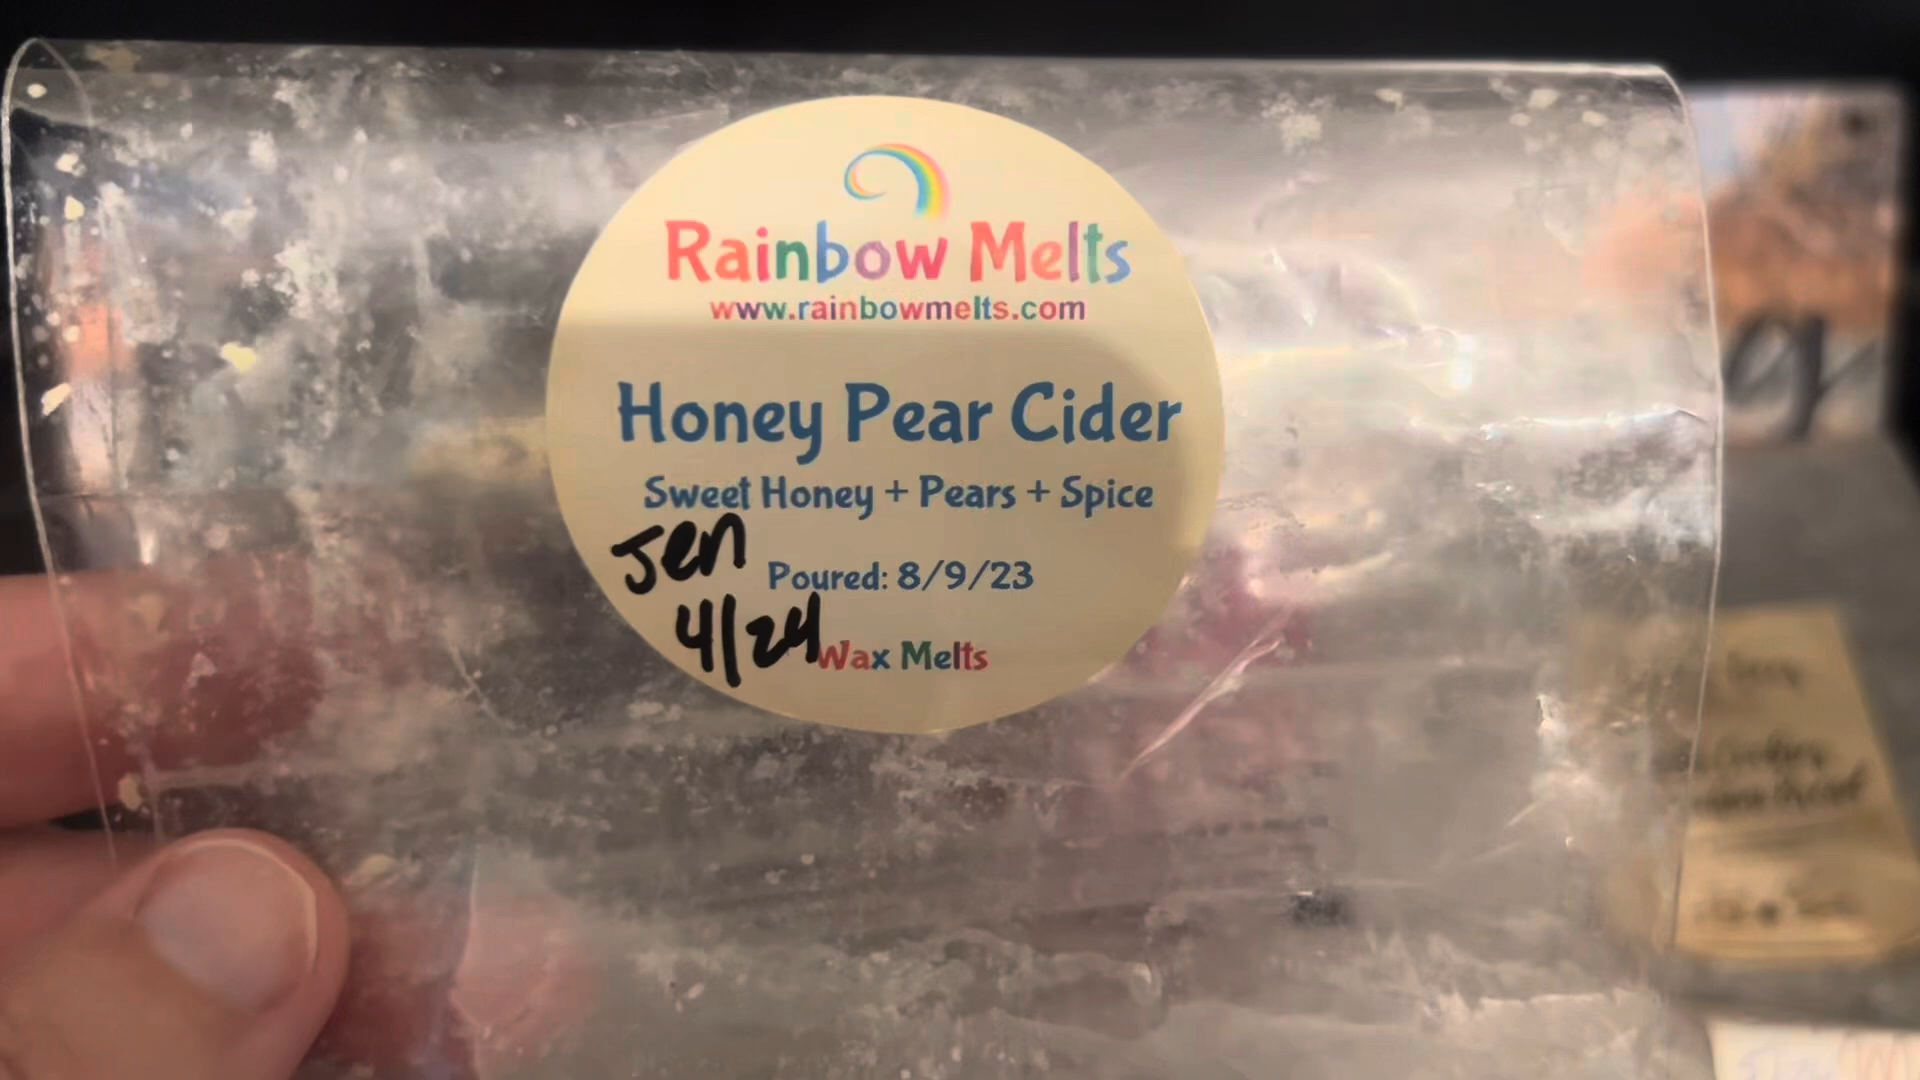 Rainbow Melts
www.rainbowmelts.com
Honey Pear Cider
Sweet Honey + Pears + Spice
Jen
Poured: 8/9/23
4/24
Wax Melts